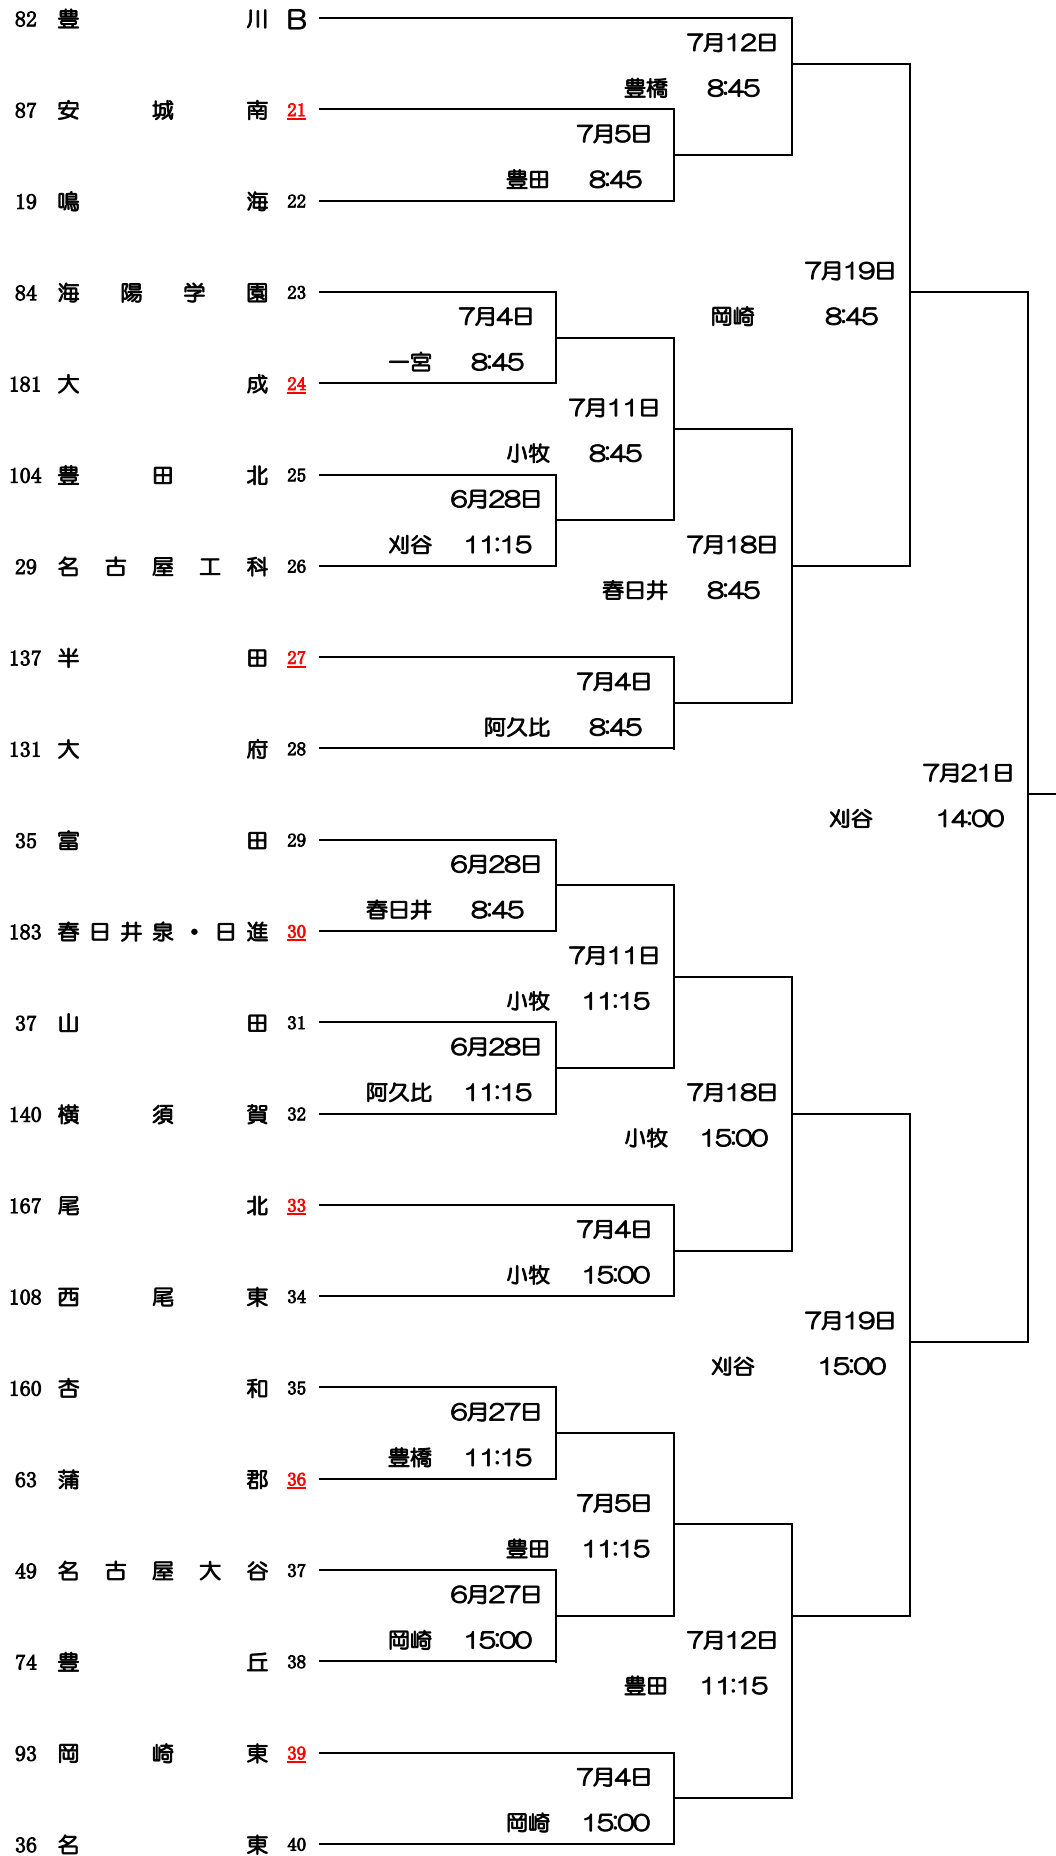 82 豊川 B
7月12日
豊橋 8:45
87 安城南 21
7月5日
豊田 8:45
19 鳴海 22
7月19日
84 海陽学園 23
7月4日
岡崎 8:45
一宮 8:45
181 大成 24
7月11日
小牧 8:45
104 豊田北 25
6月28日
刈谷 11:15
7月18日
29 名古屋工科 26
春日井 8:45
137 半田 27
7月4日
阿久比 8:45
131 大府 28
7月21日
刈谷 14:00
35 富田 29
6月28日
春日井 8:45
183 春日井泉・日進 30
7月11日
小牧 11:15
37 山田 31
6月28日
阿久比 11:15
7月18日
140 横須賀 32
小牧 15:00
167 尾北 33
7月4日
小牧 15:00
108 西尾東 34
7月19日
刈谷 15:00
160 杏和 35
6月27日
豊橋 11:15
63 蒲郡 36
7月5日
豊田 11:15
49 名古屋大谷 37
6月27日
岡崎 15:00
7月12日
74 豊丘 38
豊田 11:15
93 岡崎東 39
7月4日
岡崎 15:00
36 名東 40